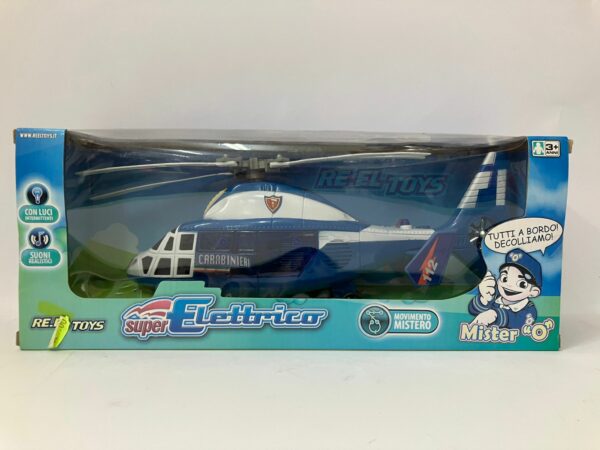 WWW.REELTOYS.IT
3+
ANNI
CON LUCI
INTERMITTENTI
SUONI
REALISTICI
RE.EL TOYS
CARABINIERI
112
TUTTI A BORDO!
DECOLLIAMO!
"O"
RE.EL TOYS
super Elettrico
MOVIMENTO
MISTERO
Mister "O"